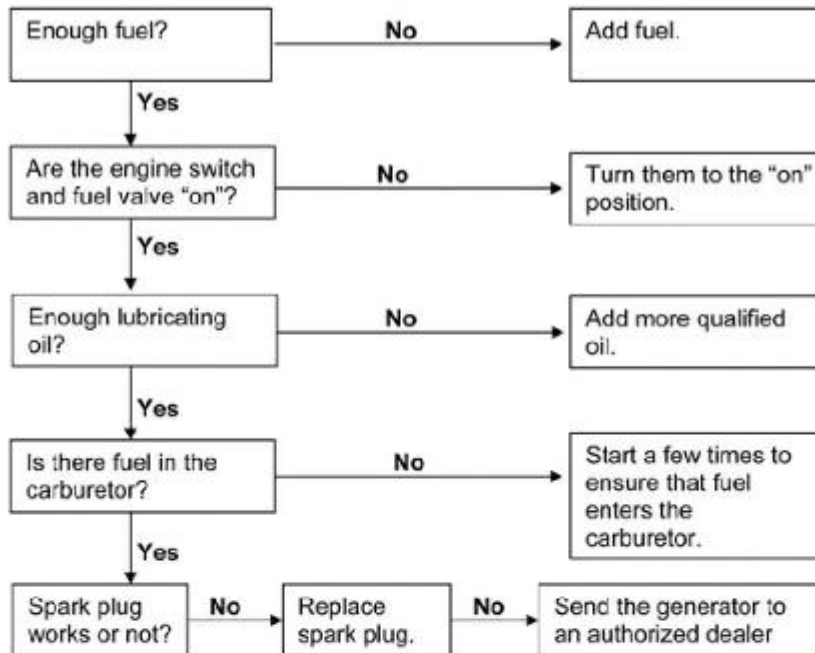 Enough fuel?
No
Add fuel.
Yes
Are the engine switch
and fuel valve "on"?
No
Turn them to the "on"
position.
Yes
Enough lubricating
oil?
No
Add more qualified
oil.
Yes
Is there fuel in the
carburetor?
No
Start a few times to
ensure that fuel
enters the
carburetor.
Yes
Spark plug
works or not?
No
Replace
spark plug.
No
Send the generator to
an authorized dealer